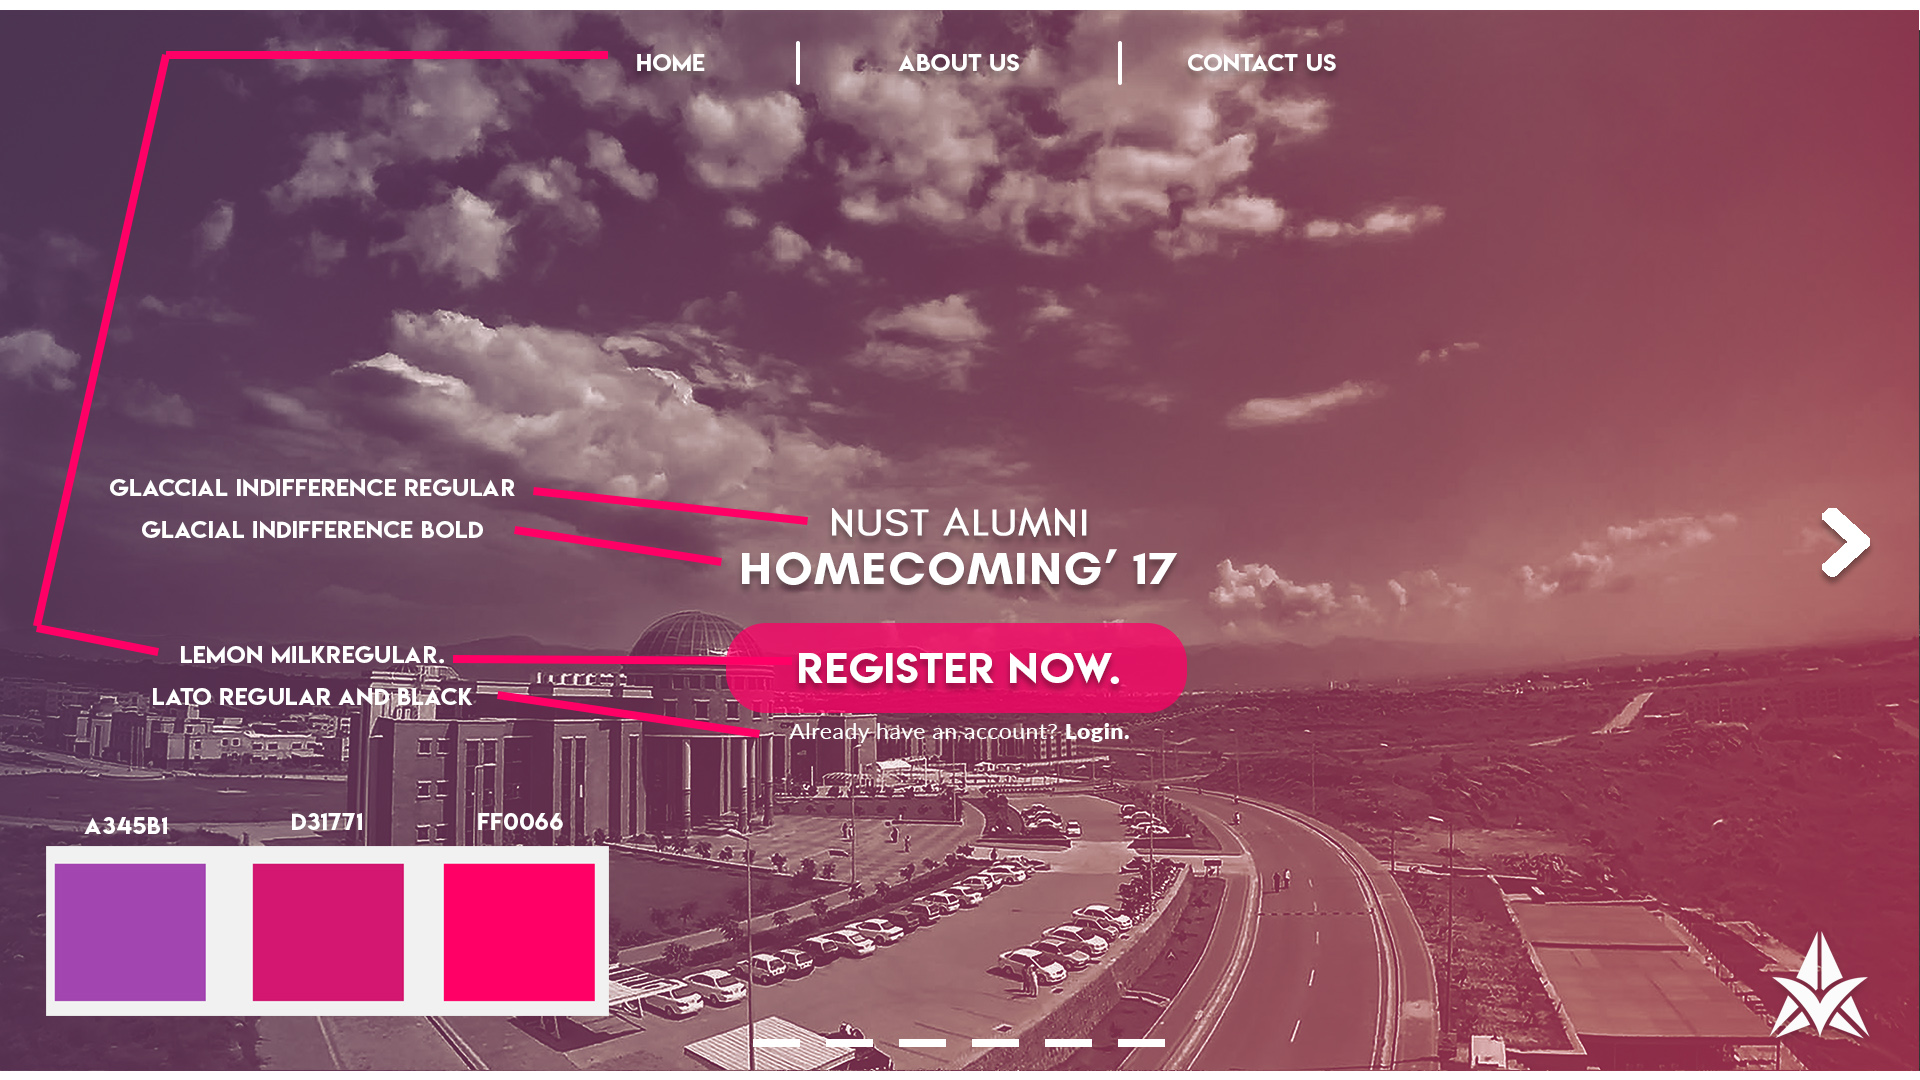 HOME
ABOUT US
CONTACT US
GLACCIAL INDIFFERENCE REGULAR
GLACIAL INDIFFERENCE BOLD
NUST ALUMNI
HOMECOMING’ 17
LEMON MILKREGULAR.
REGISTER NOW.
LATO REGULAR AND BLACK
Already have an account? Login.
A345B1
D31771
FF0066